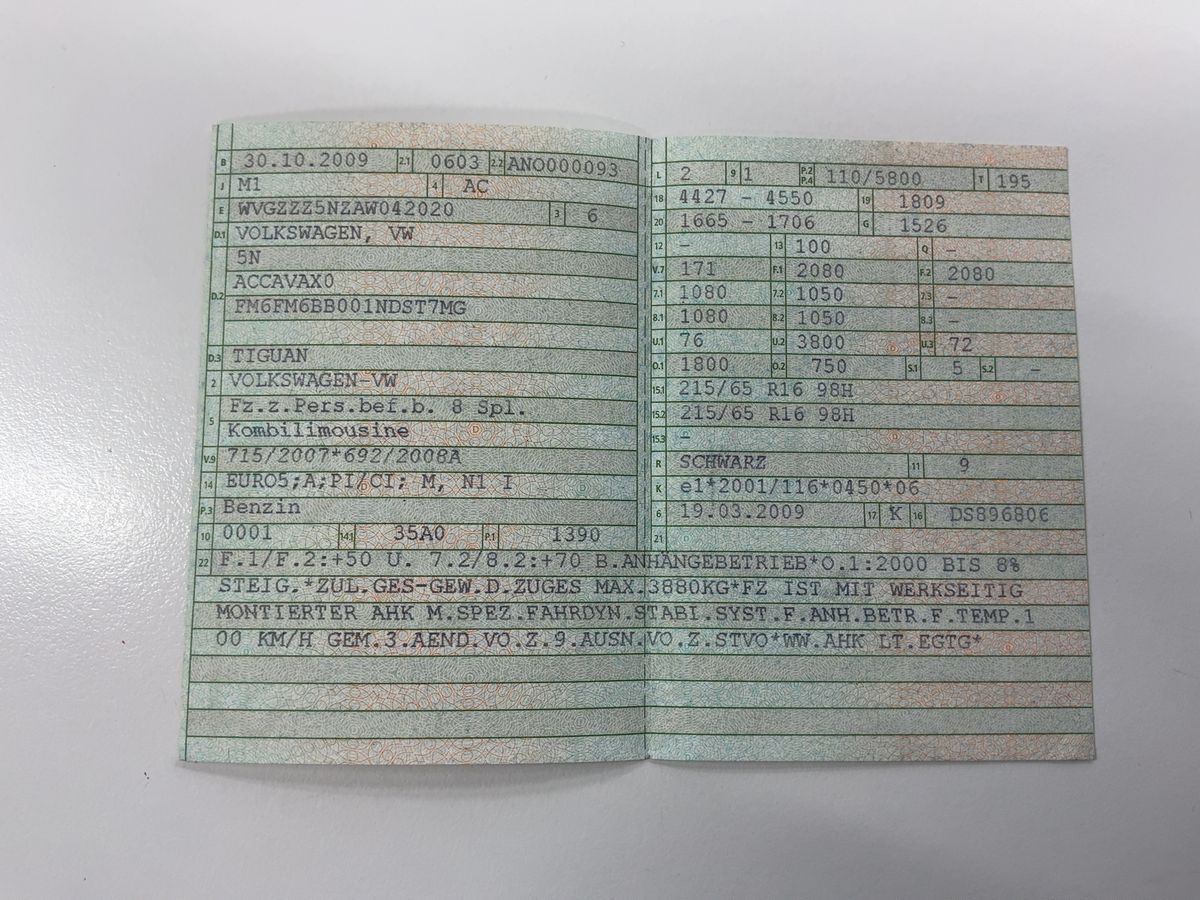 B 30.10.2009 2.1 0603 2.2 ANO000093
J M1 4 AC
E WVGZZZ5NZAW042020 3 6
D.1 VOLKSWAGEN, VW
5N
D.2 ACCAVAX0
FM6FM6BB001NDST7MG
D.3 TIGUAN
2 VOLKSWAGEN-VW
5 Fz.z.Pers.bef.b. 8 Spl.
Kombilimousine
V.9 715/2007*692/2008A
14 EURO5;A;PI/CI; M, N1 I
P.3 Benzin
10 0001 14.1 35A0 P.1 1390
L 2 9 1 P.2 P.4 110/5800 T 195
18 4427 - 4550 19 1809
20 1665 - 1706 G 1526
12 - 13 100 Q -
V.7 171 F.1 2080 F.2 2080
7.1 1080 7.2 1050 7.3 -
8.1 1080 8.2 1050 8.3 -
U.1 76 U.2 3800 U.3 72
O.1 1800 O.2 750 S.1 5 S.2 -
15.1 215/65 R16 98H
15.2 215/65 R16 98H
15.3 -
R SCHWARZ 11 9
K e1*2001/116*0450*06
6 19.03.2009 17 K 16 DS896806
21
22 F.1/F.2:+50 U. 7.2/8.2:+70 B.ANHÄNGEBETRIEB*O.1:2000 BIS 8%
STEIG.*ZUL.GES-GEW.D.ZUGES MAX.3880KG*FZ IST MIT WERKSEITIG
MONTIERTER AHK M.SPEZ.FAHRDYN.STABI.SYST.F.ANH.BETR.F.TEMP.1
00 KM/H GEM.3.AEND.VO.Z.9.AUSN.VO.Z.STVO*WW.AHK LT.EGTG*